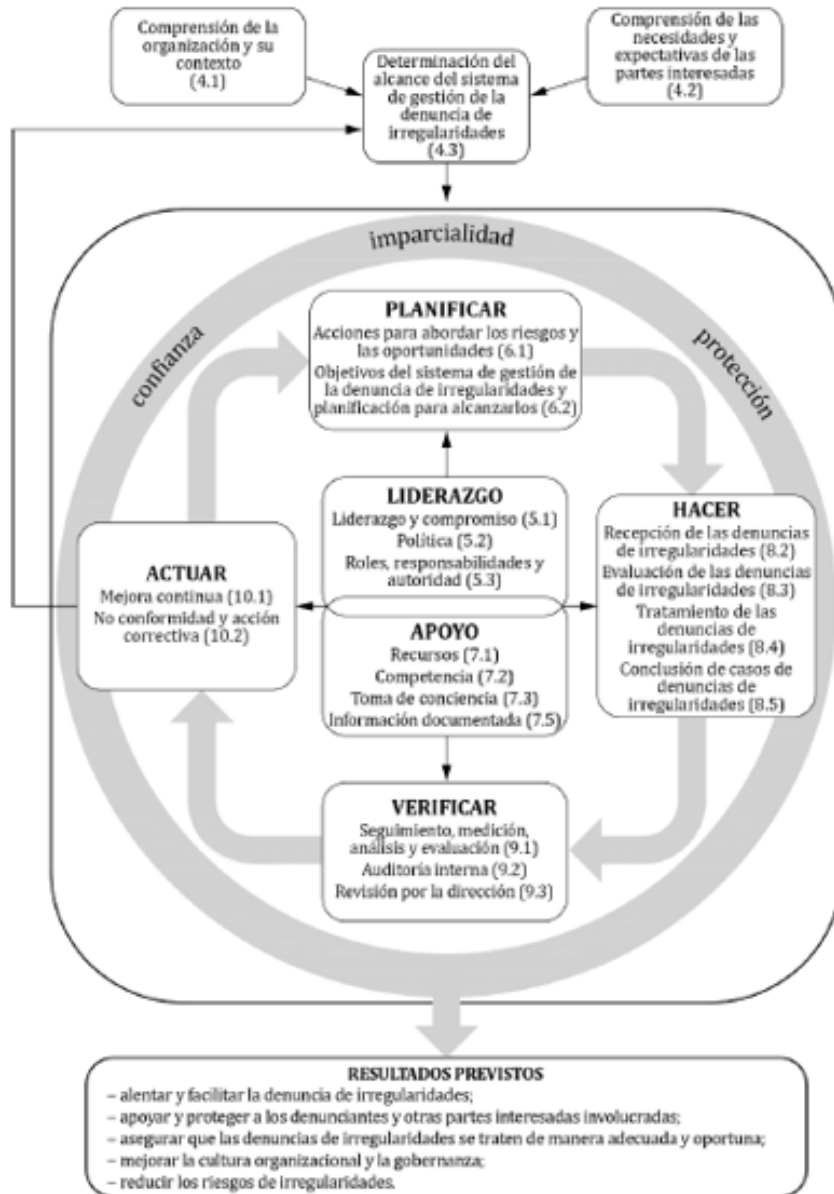 Comprensión de la
organización y su
contexto
(4.1)
Determinación del
alcance del sistema
de gestión de la
denuncia de
irregularidades
(4.3)
Comprensión de las
necesidades y
expectativas de las
partes interesadas
(4.2)
imparcialidad
confianza
protección
PLANIFICAR
Acciones para abordar los riesgos y
las oportunidades (6.1)
Objetivos del sistema de gestión de
la denuncia de irregularidades y
planificación para alcanzarlos (6.2)
LIDERAZGO
Liderazgo y compromiso (5.1)
Política (5.2)
Roles, responsabilidades y
autoridad (5.3)
HACER
Recepción de las denuncias
de irregularidades (8.2)
Evaluación de las denuncias
de irregularidades (8.3)
Tratamiento de las
denuncias de
irregularidades (8.4)
Conclusión de casos de
denuncias de
irregularidades (8.5)
ACTUAR
Mejora continua (10.1)
No conformidad y acción
correctiva (10.2)
APOYO
Recursos (7.1)
Competencia (7.2)
Toma de conciencia (7.3)
Información documentada (7.5)
VERIFICAR
Seguimiento, medición,
análisis y evaluación (9.1)
Auditoría interna (9.2)
Revisión por la dirección (9.3)
RESULTADOS PREVISTOS
– alentar y facilitar la denuncia de irregularidades;
– apoyar y proteger a los denunciantes y otras partes interesadas involucradas;
– asegurar que las denuncias de irregularidades se traten de manera adecuada y oportuna;
– mejorar la cultura organizacional y la gobernanza;
– reducir los riesgos de irregularidades.